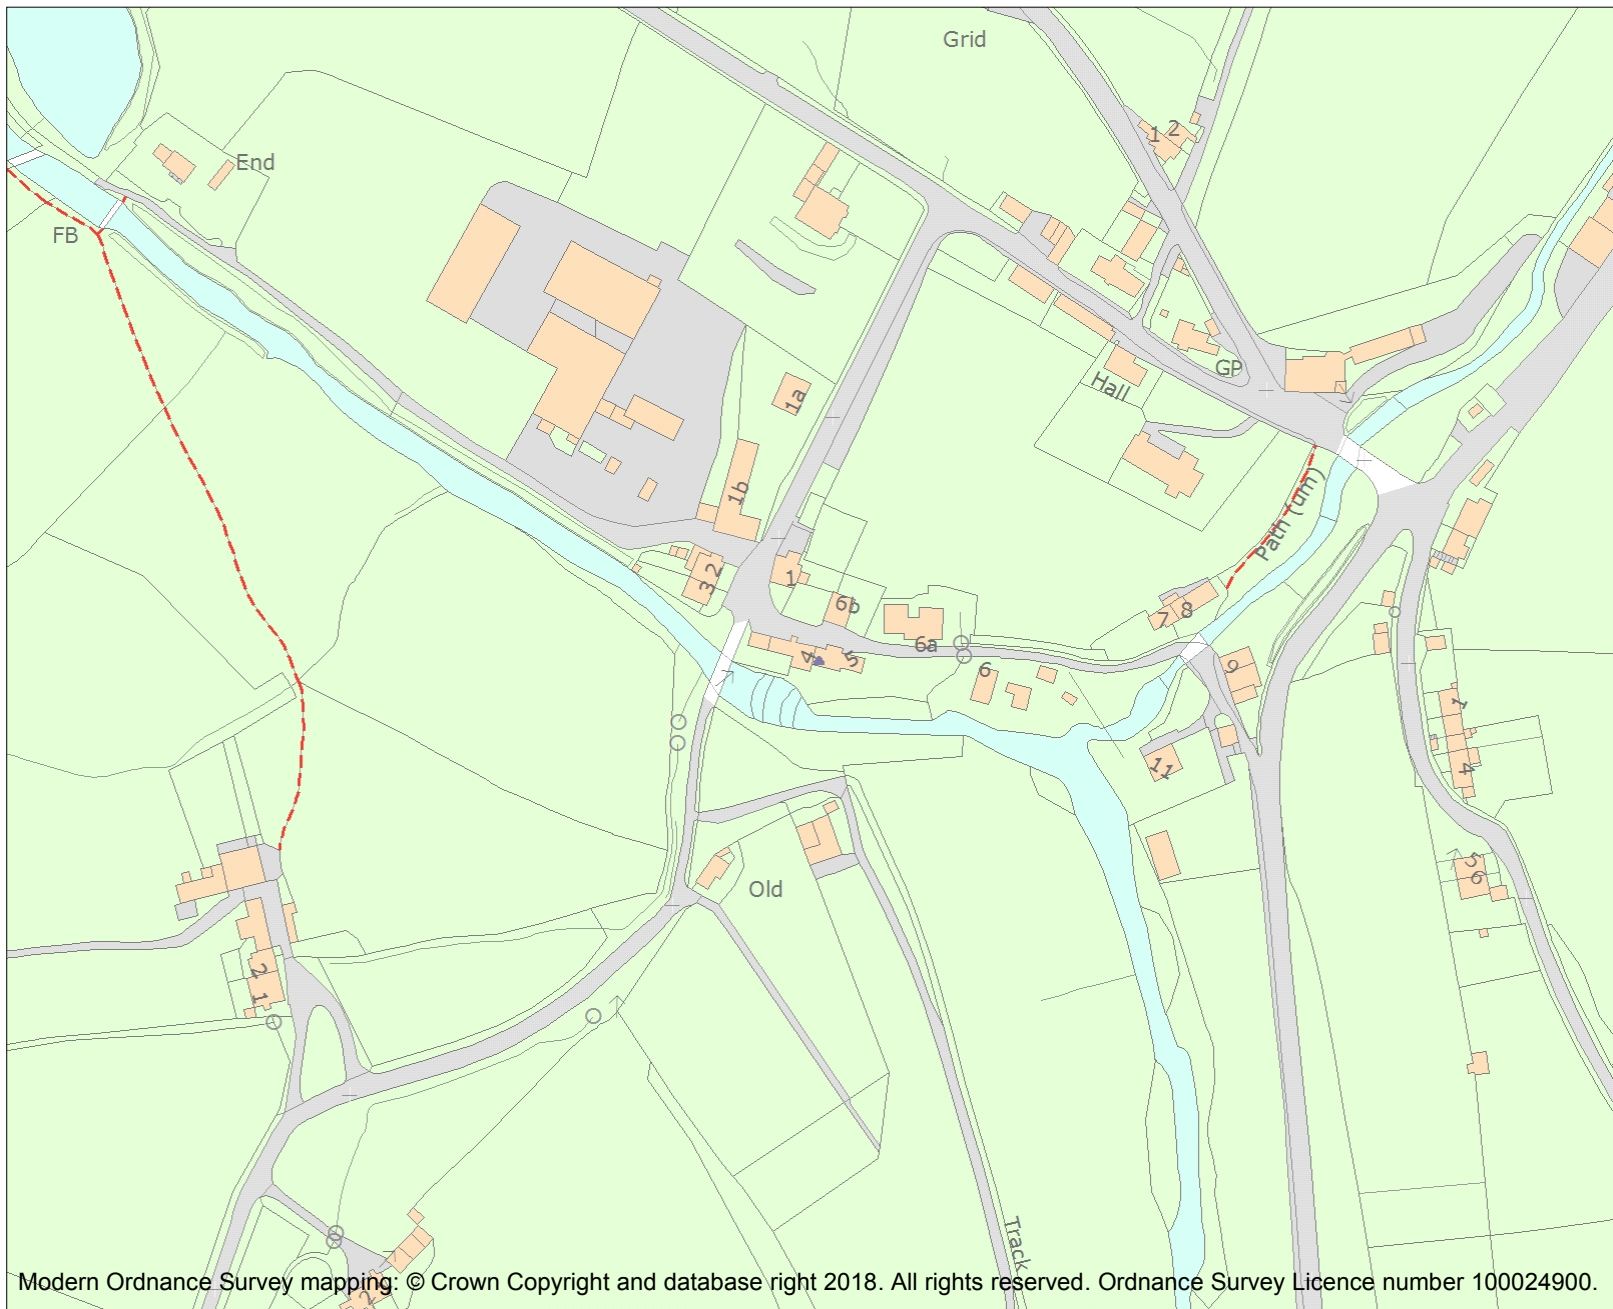 Grid
1 2
End
FB
GP
Hall
1a
1b
Path (um)
2
3
1
6b
7 8
6a
4
5
6
9
1
11
4
5
6
Old
2
1
Track
2
Modern Ordnance Survey mapping: © Crown Copyright and database right 2018. All rights reserved. Ordnance Survey Licence number 100024900.